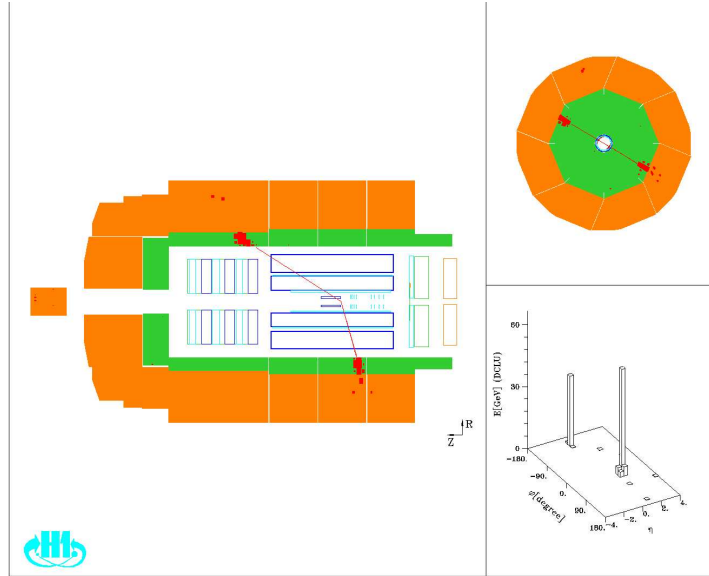 R
Z
E[GeV] (DCLU)
60
30
0
-180.
-90.
0.
90.
180.
φ[degree]
-4.
-2.
0.
2.
4.
η
H1